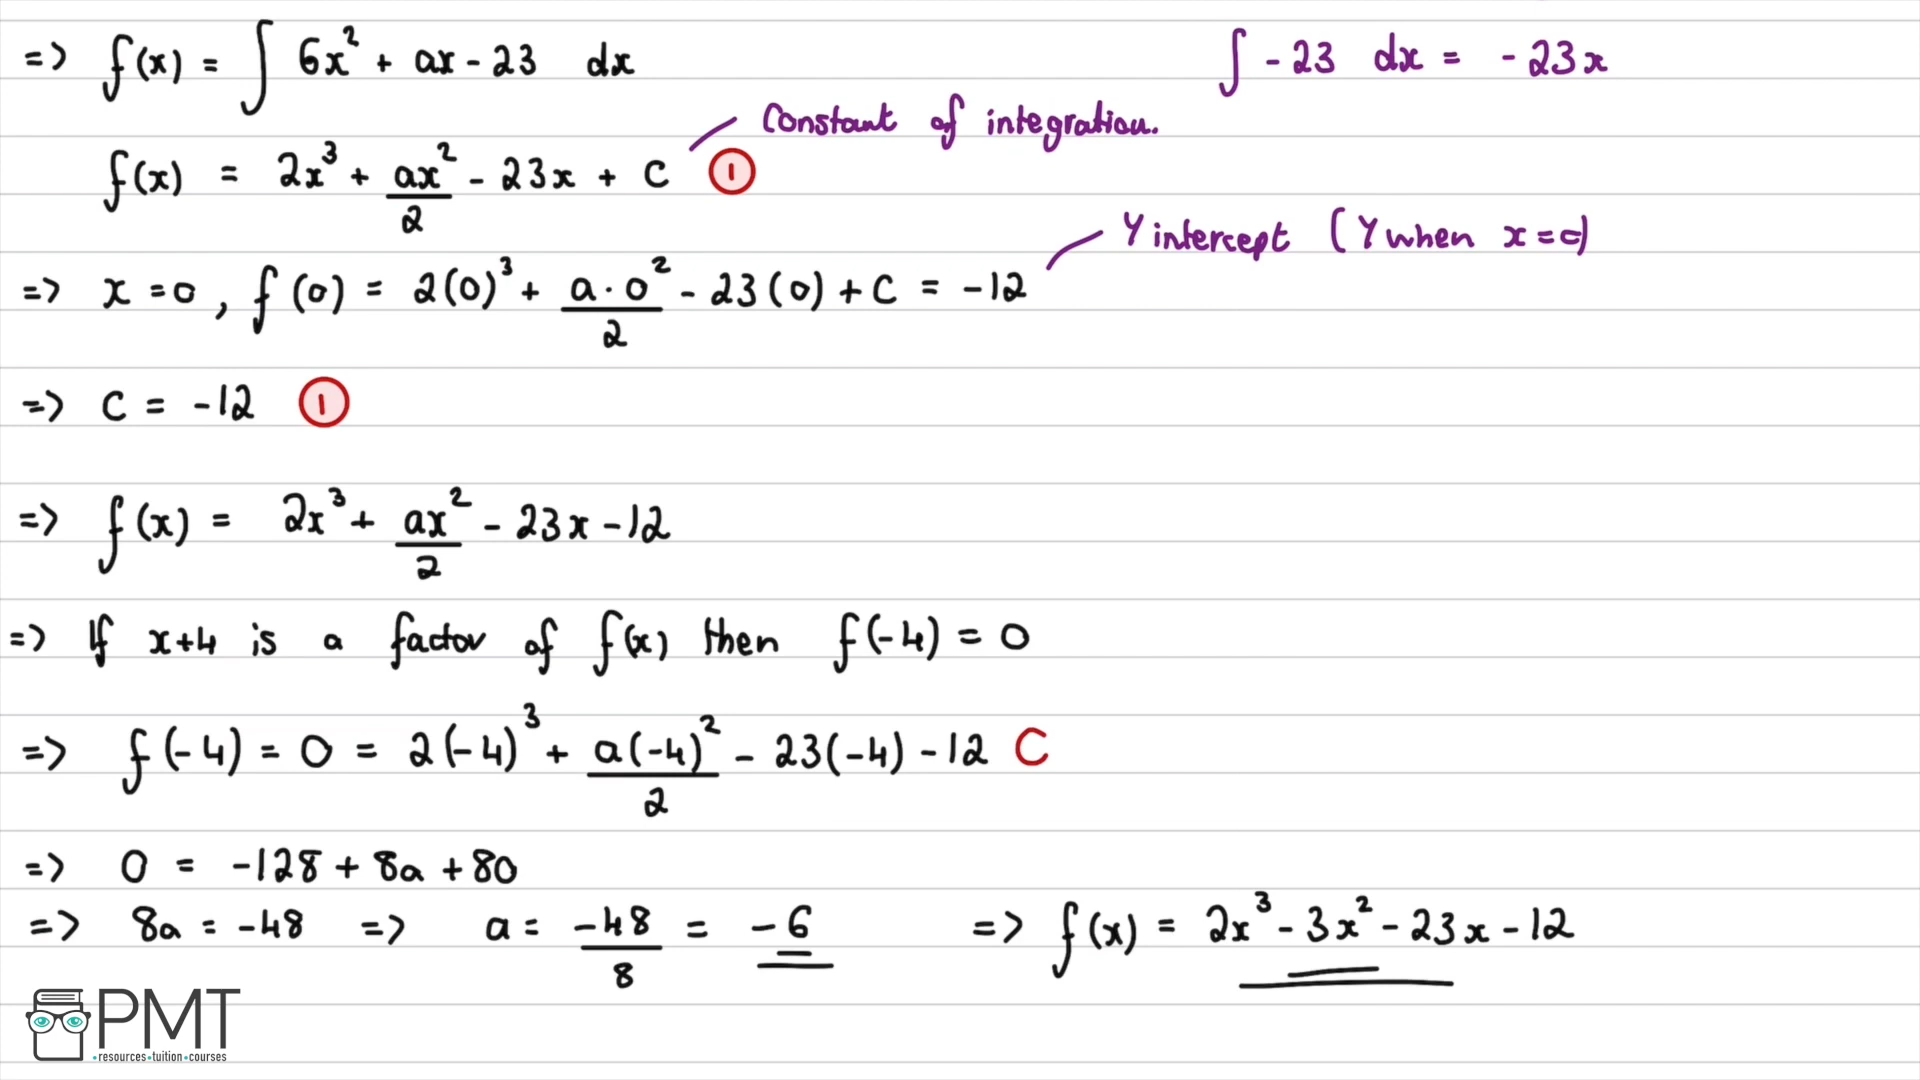 => f(x) = ∫ 6x² + ax - 23 dx
∫ -23 dx = -23x
Constant of integration.
f(x) = 2x³ + ax²/2 - 23x + C ①
Y intercept (Y when x=0)
=> x=0, f(0) = 2(0)³ + a·0²/2 - 23(0) + C = -12
=> C = -12 ①
=> f(x) = 2x³ + ax²/2 - 23x - 12
=> If x+4 is a factor of f(x) then f(-4) = 0
=> f(-4) = 0 = 2(-4)³ + a(-4)²/2 - 23(-4) - 12 C
=> 0 = -128 + 8a + 80
=> 8a = -48 => a = -48/8 = -6 => f(x) = 2x³ - 3x² - 23x - 12
PMT
resources·tuition·courses